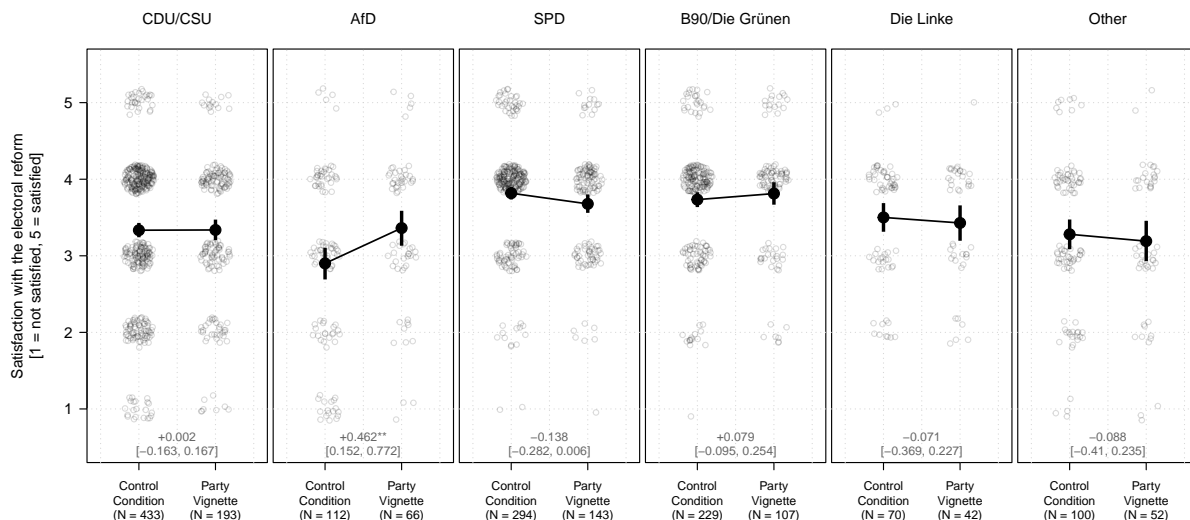 CDU/CSU
AfD
SPD
B90/Die Grünen
Die Linke
Other
Satisfaction with the electoral reform
[1 = not satisfied, 5 = satisfied]
5
4
3
2
1
+0.002
[−0.163, 0.167]
+0.462**
[0.152, 0.772]
−0.138
[−0.282, 0.006]
+0.079
[−0.095, 0.254]
−0.071
[−0.369, 0.227]
−0.088
[−0.41, 0.235]
Control
Condition
(N = 433)
Party
Vignette
(N = 193)
Control
Condition
(N = 112)
Party
Vignette
(N = 66)
Control
Condition
(N = 294)
Party
Vignette
(N = 143)
Control
Condition
(N = 229)
Party
Vignette
(N = 107)
Control
Condition
(N = 70)
Party
Vignette
(N = 42)
Control
Condition
(N = 100)
Party
Vignette
(N = 52)